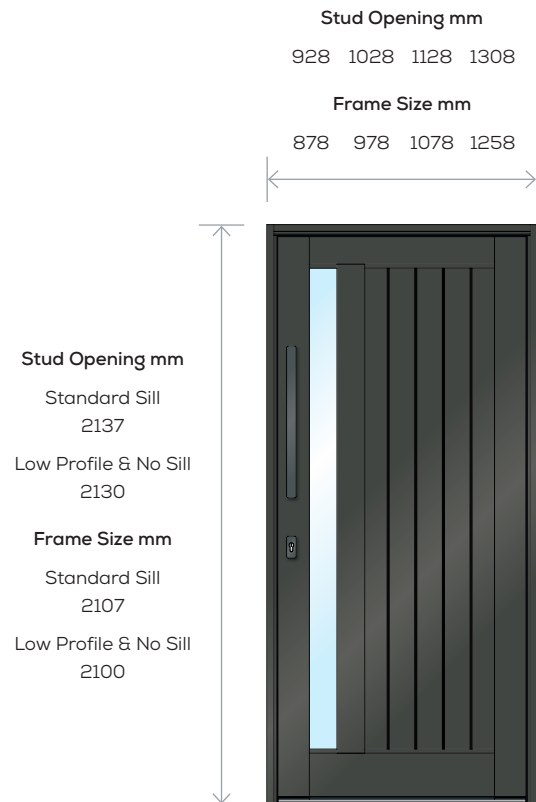 Stud Opening mm
928 1028 1128 1308
Frame Size mm
878 978 1078 1258
Stud Opening mm
Standard Sill
2137
Low Profile & No Sill
2130
Frame Size mm
Standard Sill
2107
Low Profile & No Sill
2100